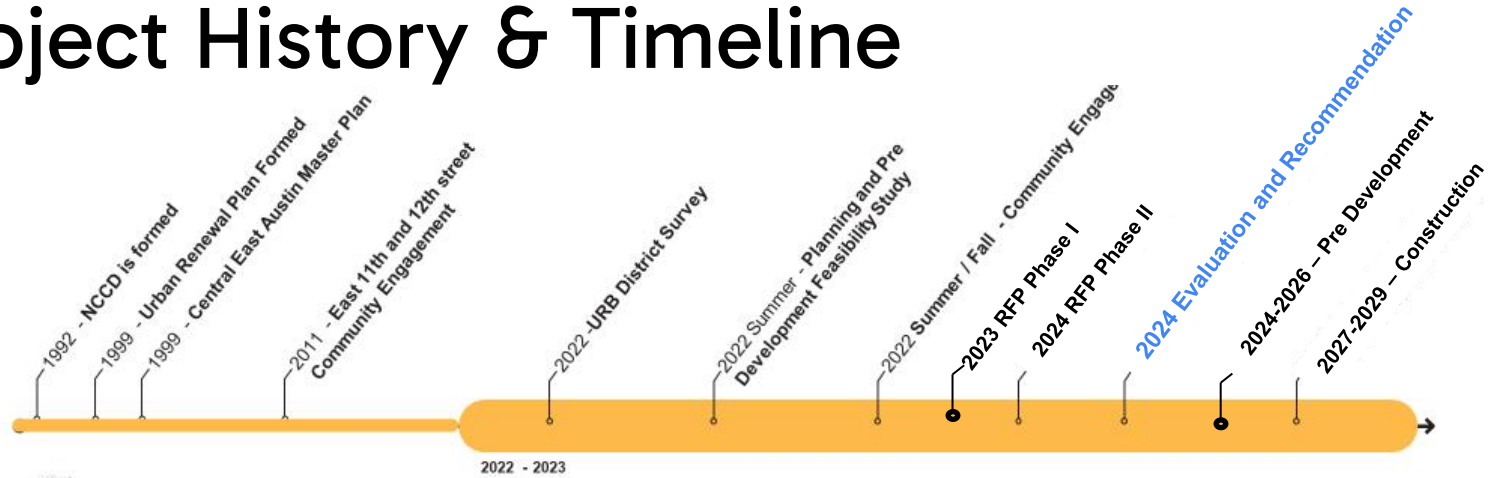 oject History & Timeline
1992 - NCCD is formed
1999 - Urban Renewal Plan Formed
1999 - Central East Austin Master Plan
2011 - East 11th and 12th street
Community Engagement
2022 -URB District Survey
2022 Summer - Planning and Pre
Development Feasibility Study
2022 Summer / Fall - Community Engage
2023 RFP Phase I
2024 RFP Phase II
2024 Evaluation and Recommendation
2024-2026 – Pre Development
2027-2029 – Construction
2022 - 2023